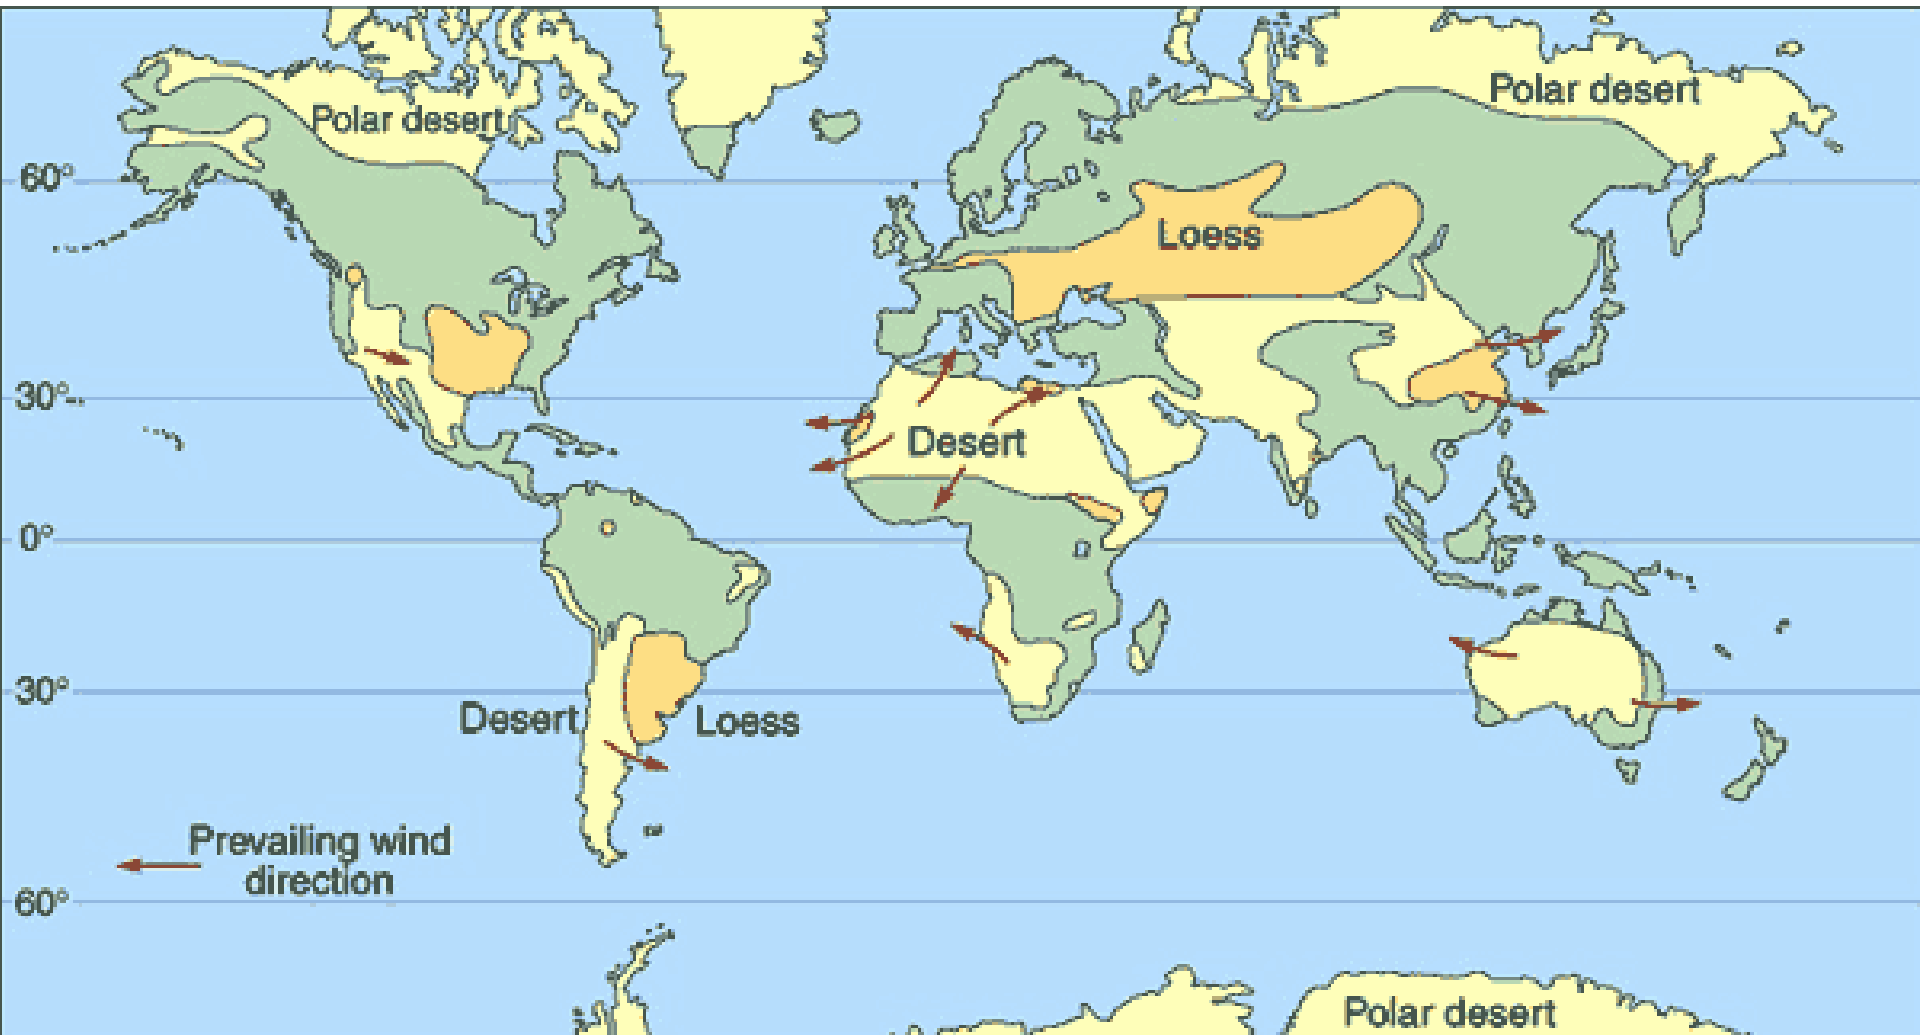 Polar desert
Polar desert
60°
Loess
30°
Desert
0°
30°
Desert
Loess
Prevailing wind
direction
60°
Polar desert